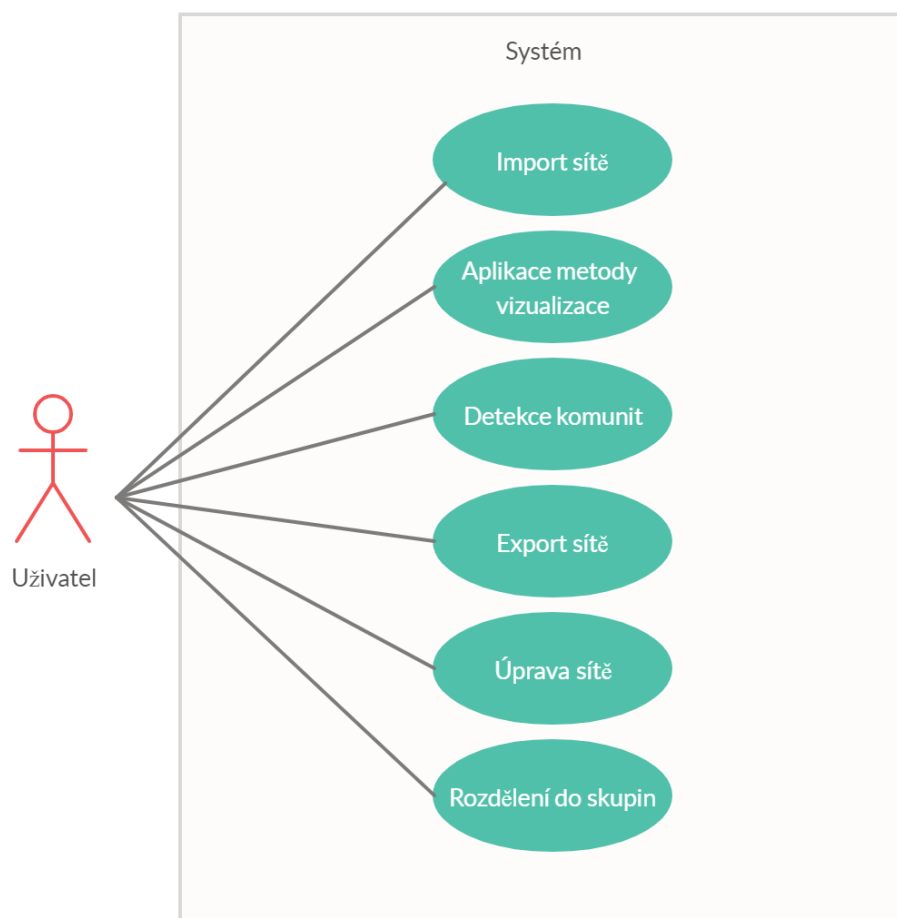 Systém
Import sítě
Aplikace metody
vizualizace
Detekce komunit
Export sítě
Úprava sítě
Rozdělení do skupin
Uživatel